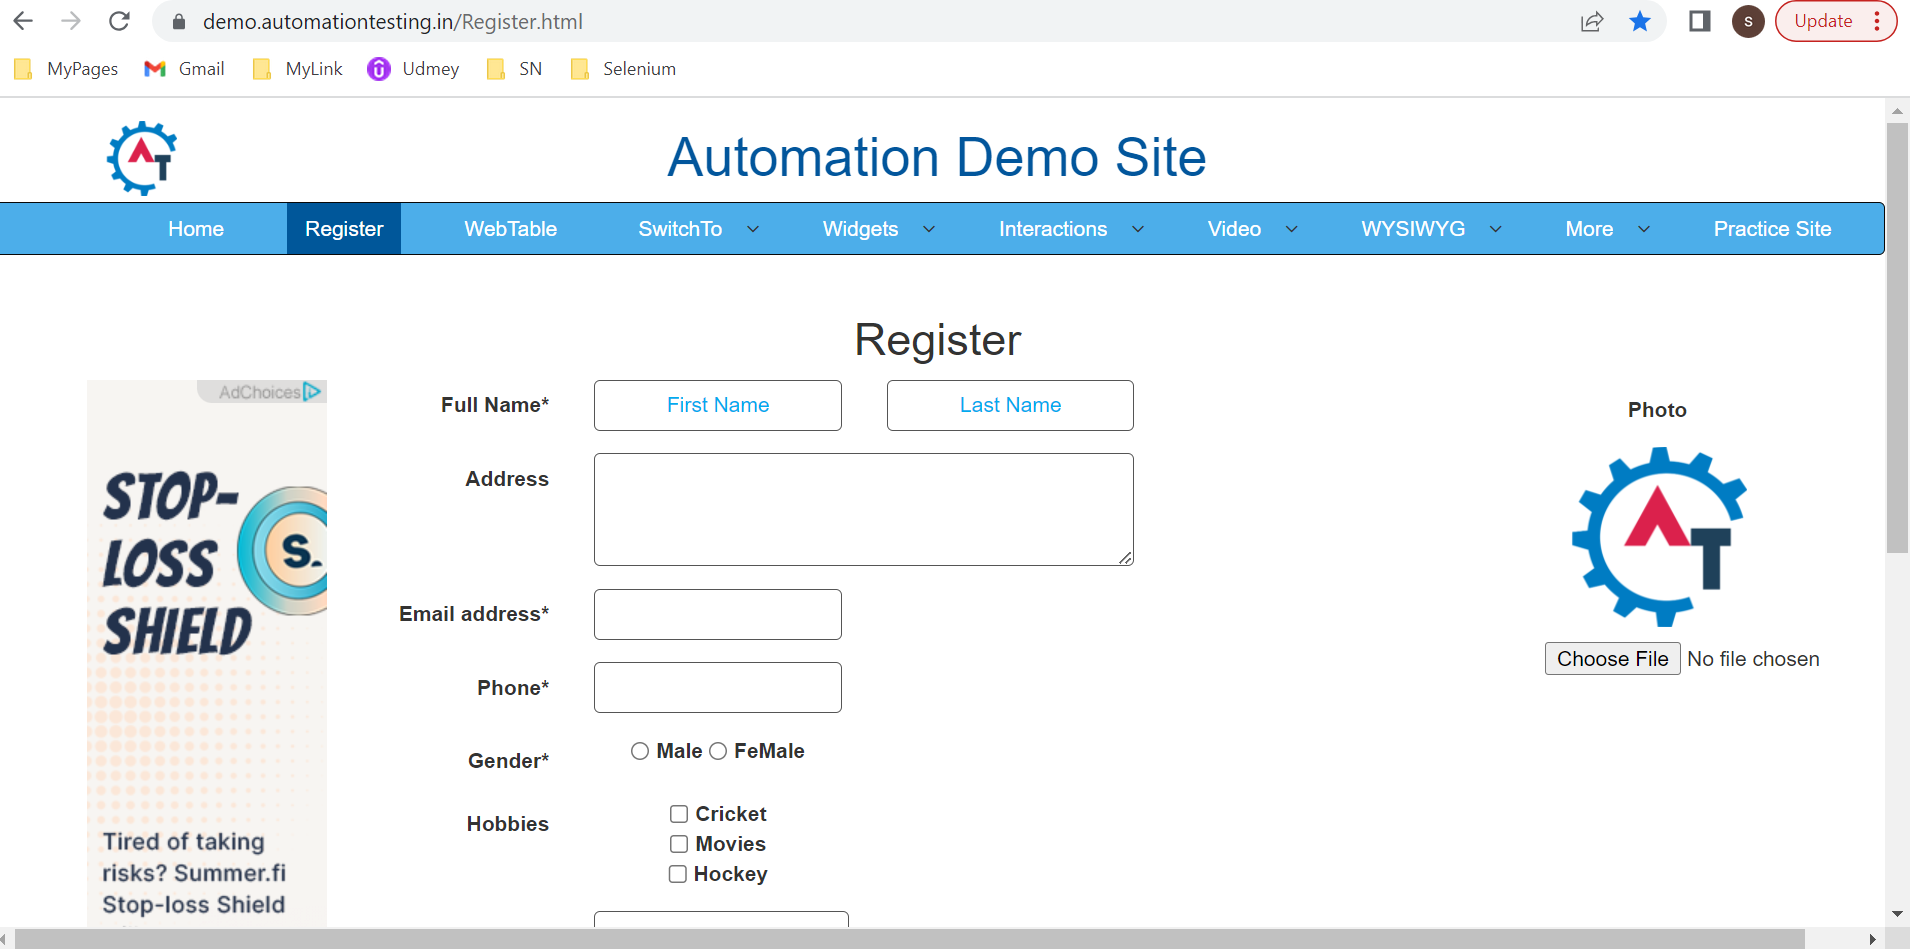 demo.automationtesting.in/Register.html
S
Update
MyPages
Gmail
MyLink
Udmey
SN
Selenium
AT
Automation Demo Site
Home
Register
WebTable
SwitchTo
Widgets
Interactions
Video
WYSIWYG
More
Practice Site
Register
AdChoices
STOP-
LOSS
SHIELD
S.
Tired of taking
risks? Summer.fi
Stop-loss Shield
Full Name*
First Name
Last Name
Address
Email address*
Phone*
Gender*
Male
FeMale
Hobbies
Cricket
Movies
Hockey
Photo
AT
Choose File No file chosen